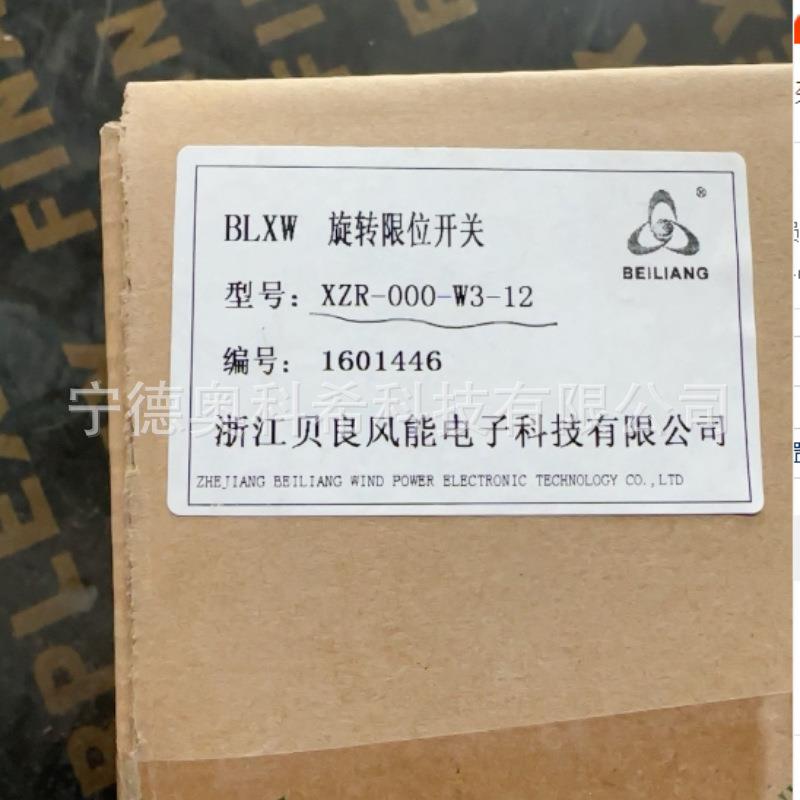 BLXW 旋转限位开关
®
BEILIANG
型号: XZR-000-W3-12
编号: 1601446
宁德奥科希科技有限公司
浙江贝良风能电子科技有限公司
ZHEJIANG BEILIANG WIND POWER ELECTRONIC TECHNOLOGY CO.,LTD